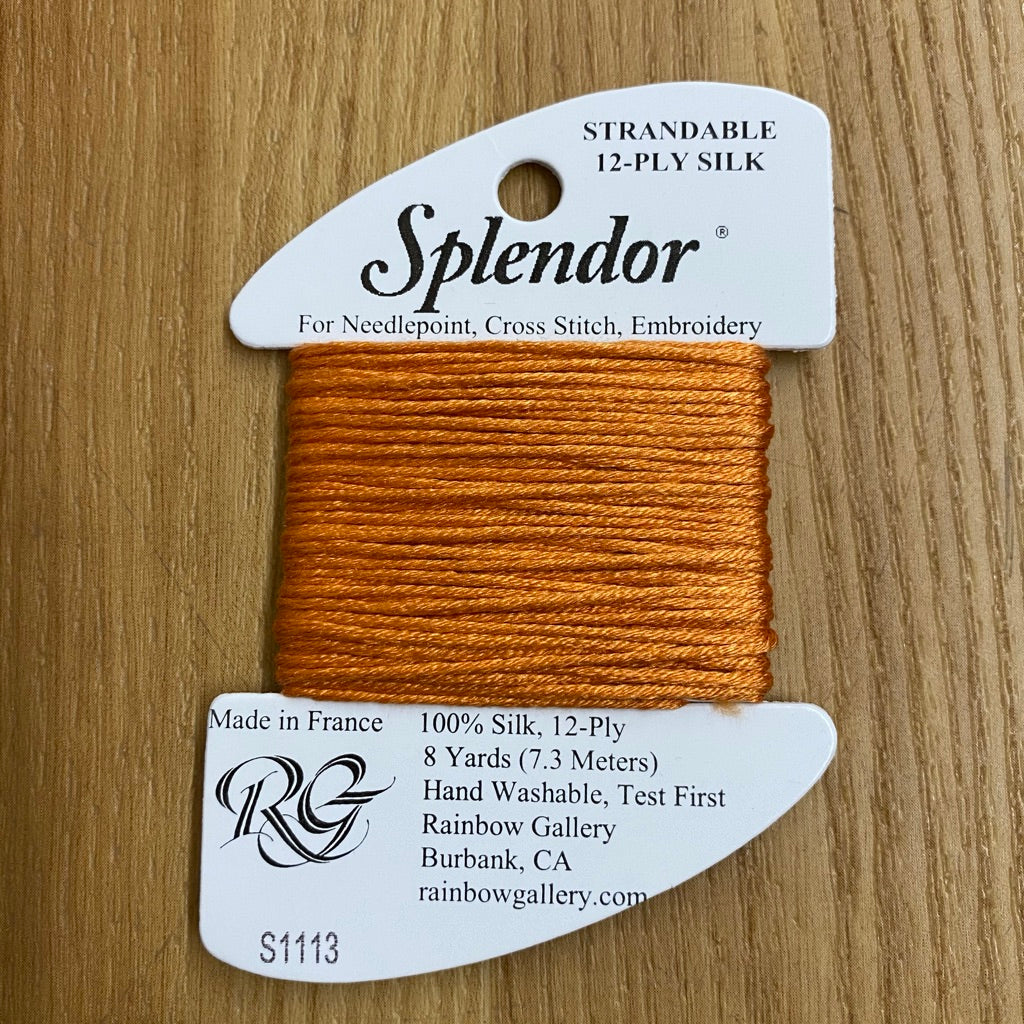 STRANDABLE
12-PLY SILK
Splendor ®
For Needlepoint, Cross Stitch, Embroidery
Made in France
RG
100% Silk, 12-Ply
8 Yards (7.3 Meters)
Hand Washable, Test First
Rainbow Gallery
Burbank, CA
rainbowgallery.com
S1113